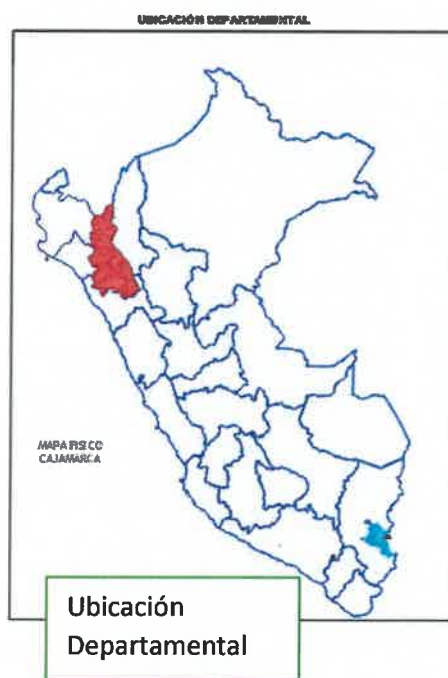 UBICACIÓN DEPARTAMENTAL
MAPA FISICO
CAJAMARCA
Ubicación
Departamental